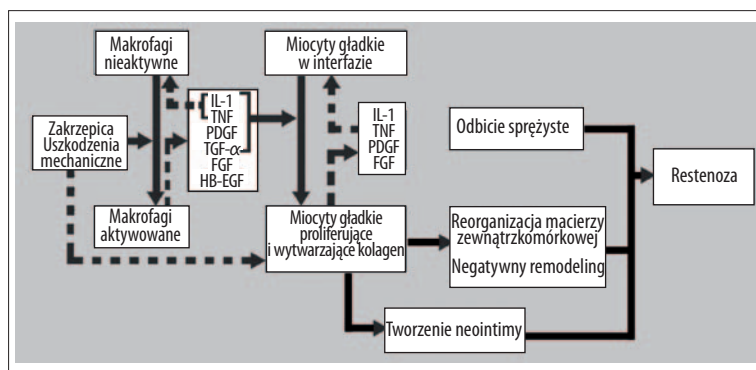 Makrofagi
nieaktywne
Miocyty gładkie
w interfazie
IL-1
TNF
PDGF
TGF-α
FGF
HB-EGF
IL-1
TNF
PDGF
FGF
Zakrzepica
Uszkodzenia
mechaniczne
Odbicie sprężyste
Restenoza
Makrofagi
aktywowane
Miocyty gładkie
proliferujące
i wytwarzające kolagen
Reorganizacja macierzy
zewnątrzkomórkowej
Negatywny remodeling
Tworzenie neointimy